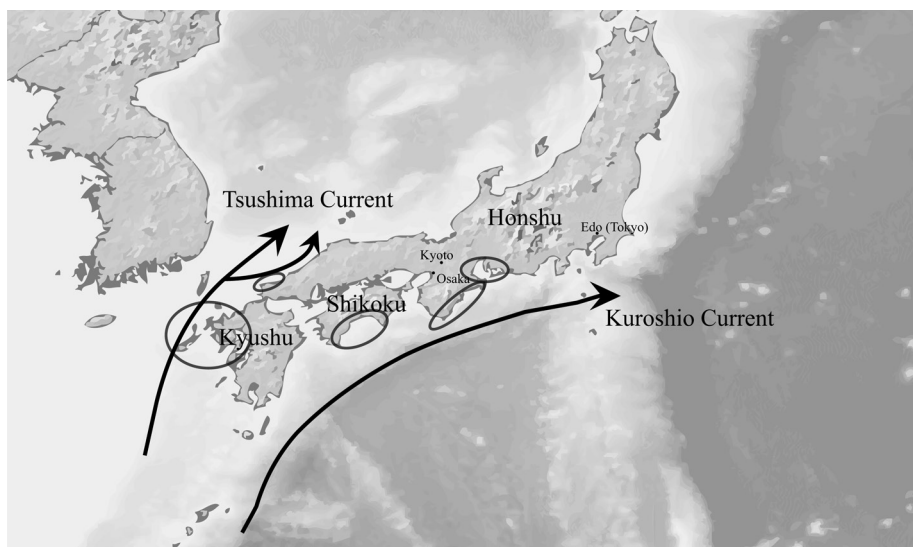 Tsushima Current
Honshu
Edo (Tokyo)
Kyoto
Osaka
Shikoku
Kyushu
Kuroshio Current